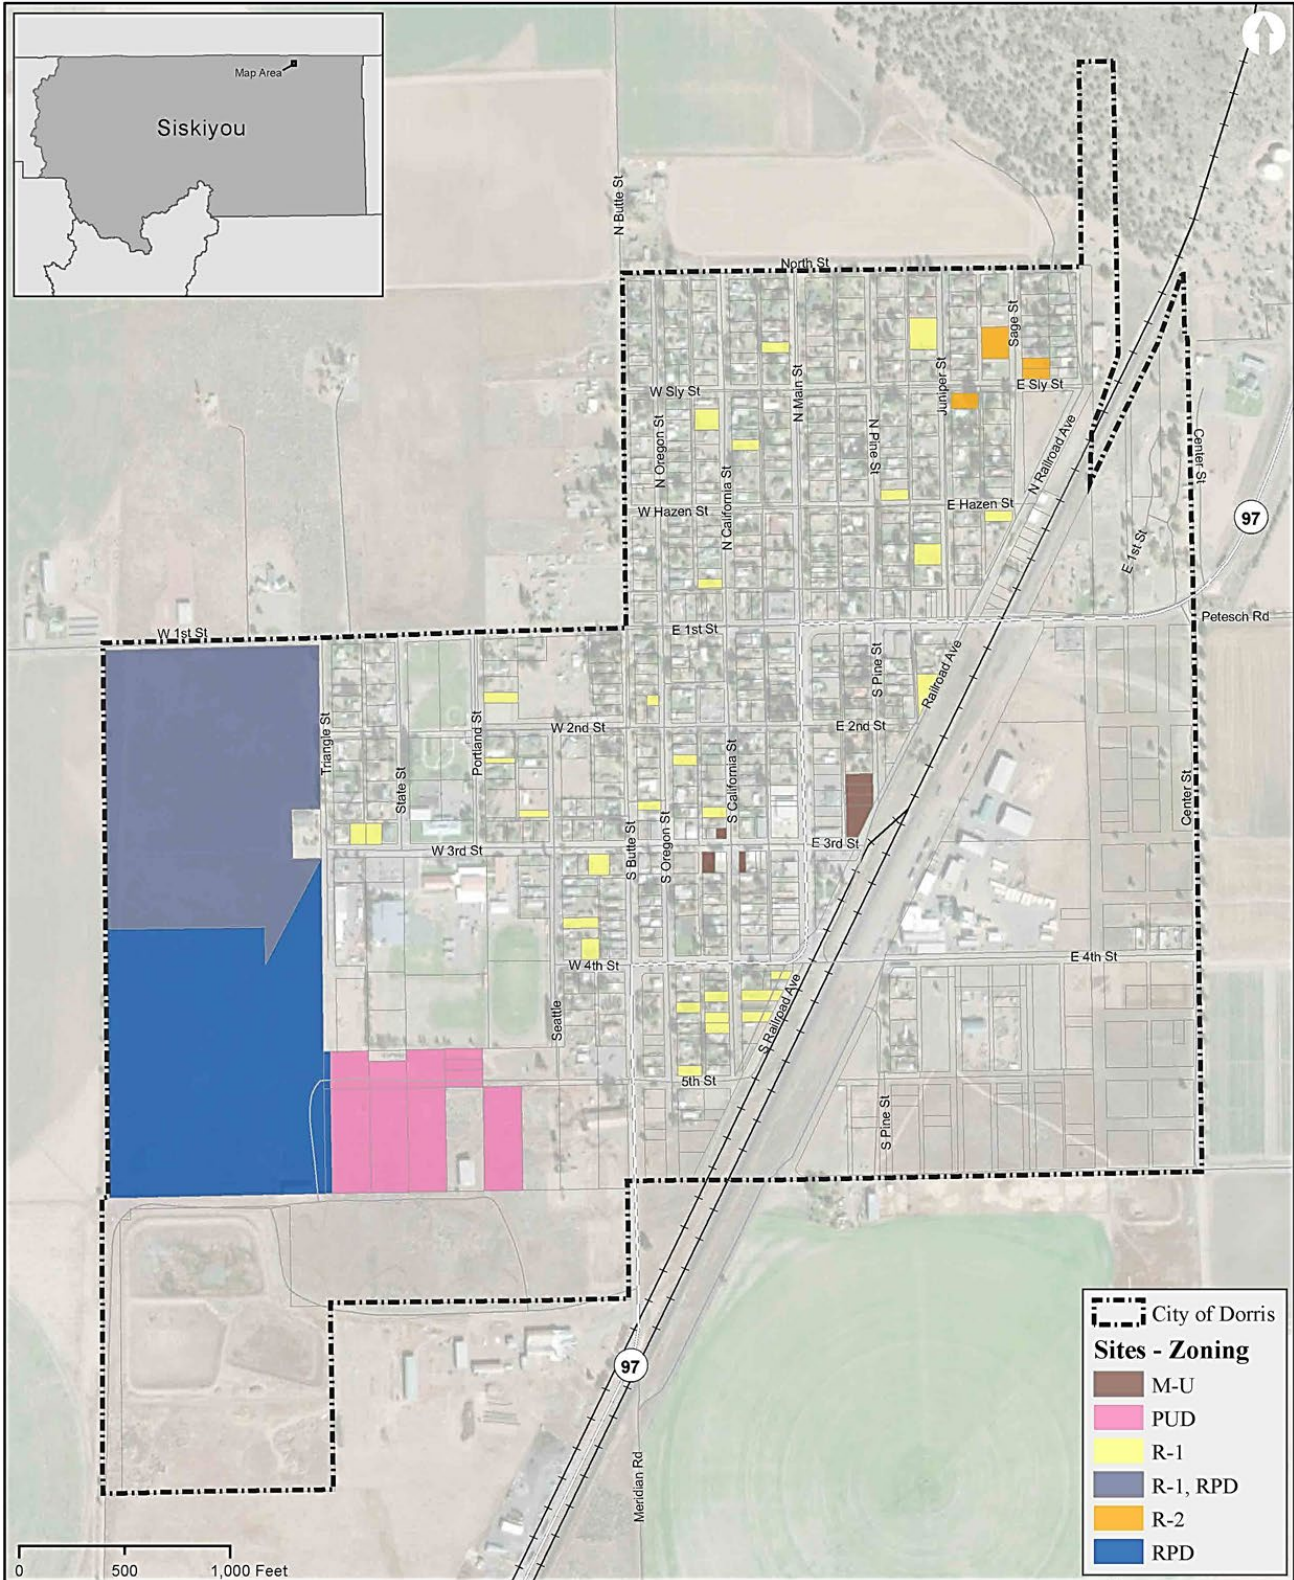 Map Area
Siskiyou
N Butte St
North St
Sage St
Juniper St
W Sly St
E Sly St
N Main St
N Oregon St
N Pine St
N California St
N Railroad Ave
Center St
W Hazen St
E Hazen St
97
E 1st St
Petesch Rd
W 1st St
E 1st St
S Pine St
Railroad Ave
Triangle St
Portland St
W 2nd St
E 2nd St
State St
S California St
Center St
W 3rd St
S Butte St
S Oregon St
E 3rd St
W 4th St
E 4th St
Seattle
S Railroad Ave
5th St
S Pine St
97
Meridian Rd
City of Dorris
Sites - Zoning
M-U
PUD
R-1
R-1, RPD
R-2
RPD
0 500 1,000 Feet